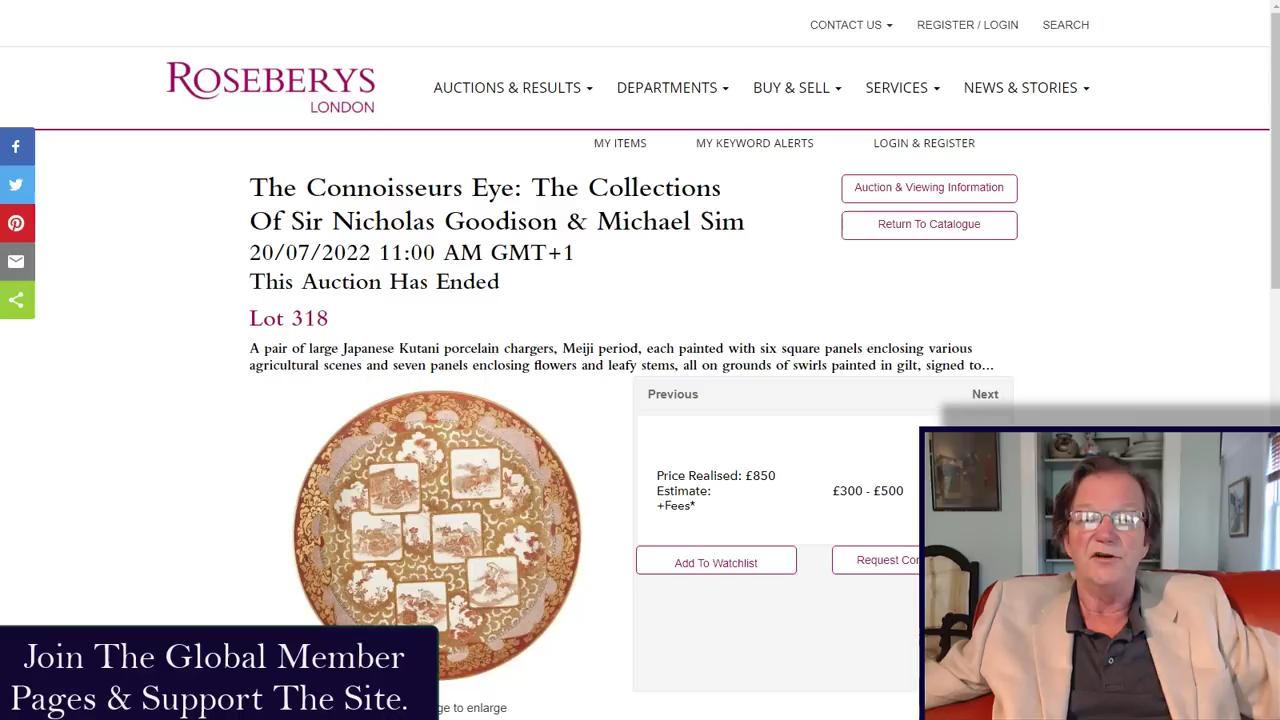 CONTACT US
REGISTER / LOGIN
SEARCH
ROSEBERYS
LONDON
AUCTIONS & RESULTS
DEPARTMENTS
BUY & SELL
SERVICES
NEWS & STORIES
MY ITEMS
MY KEYWORD ALERTS
LOGIN & REGISTER
The Connoisseurs Eye: The Collections
Of Sir Nicholas Goodison & Michael Sim
20/07/2022 11:00 AM GMT+1
This Auction Has Ended
Auction & Viewing Information
Return To Catalogue
Lot 318
A pair of large Japanese Kutani porcelain chargers, Meiji period, each painted with six square panels enclosing various
agricultural scenes and seven panels enclosing flowers and leafy stems, all on grounds of swirls painted in gilt, signed to...
Previous
Next
Price Realised: £850
Estimate:
£300 - £500
+Fees*
Add To Watchlist
Request Con
Join The Global Member
Pages & Support The Site.
ge to enlarge